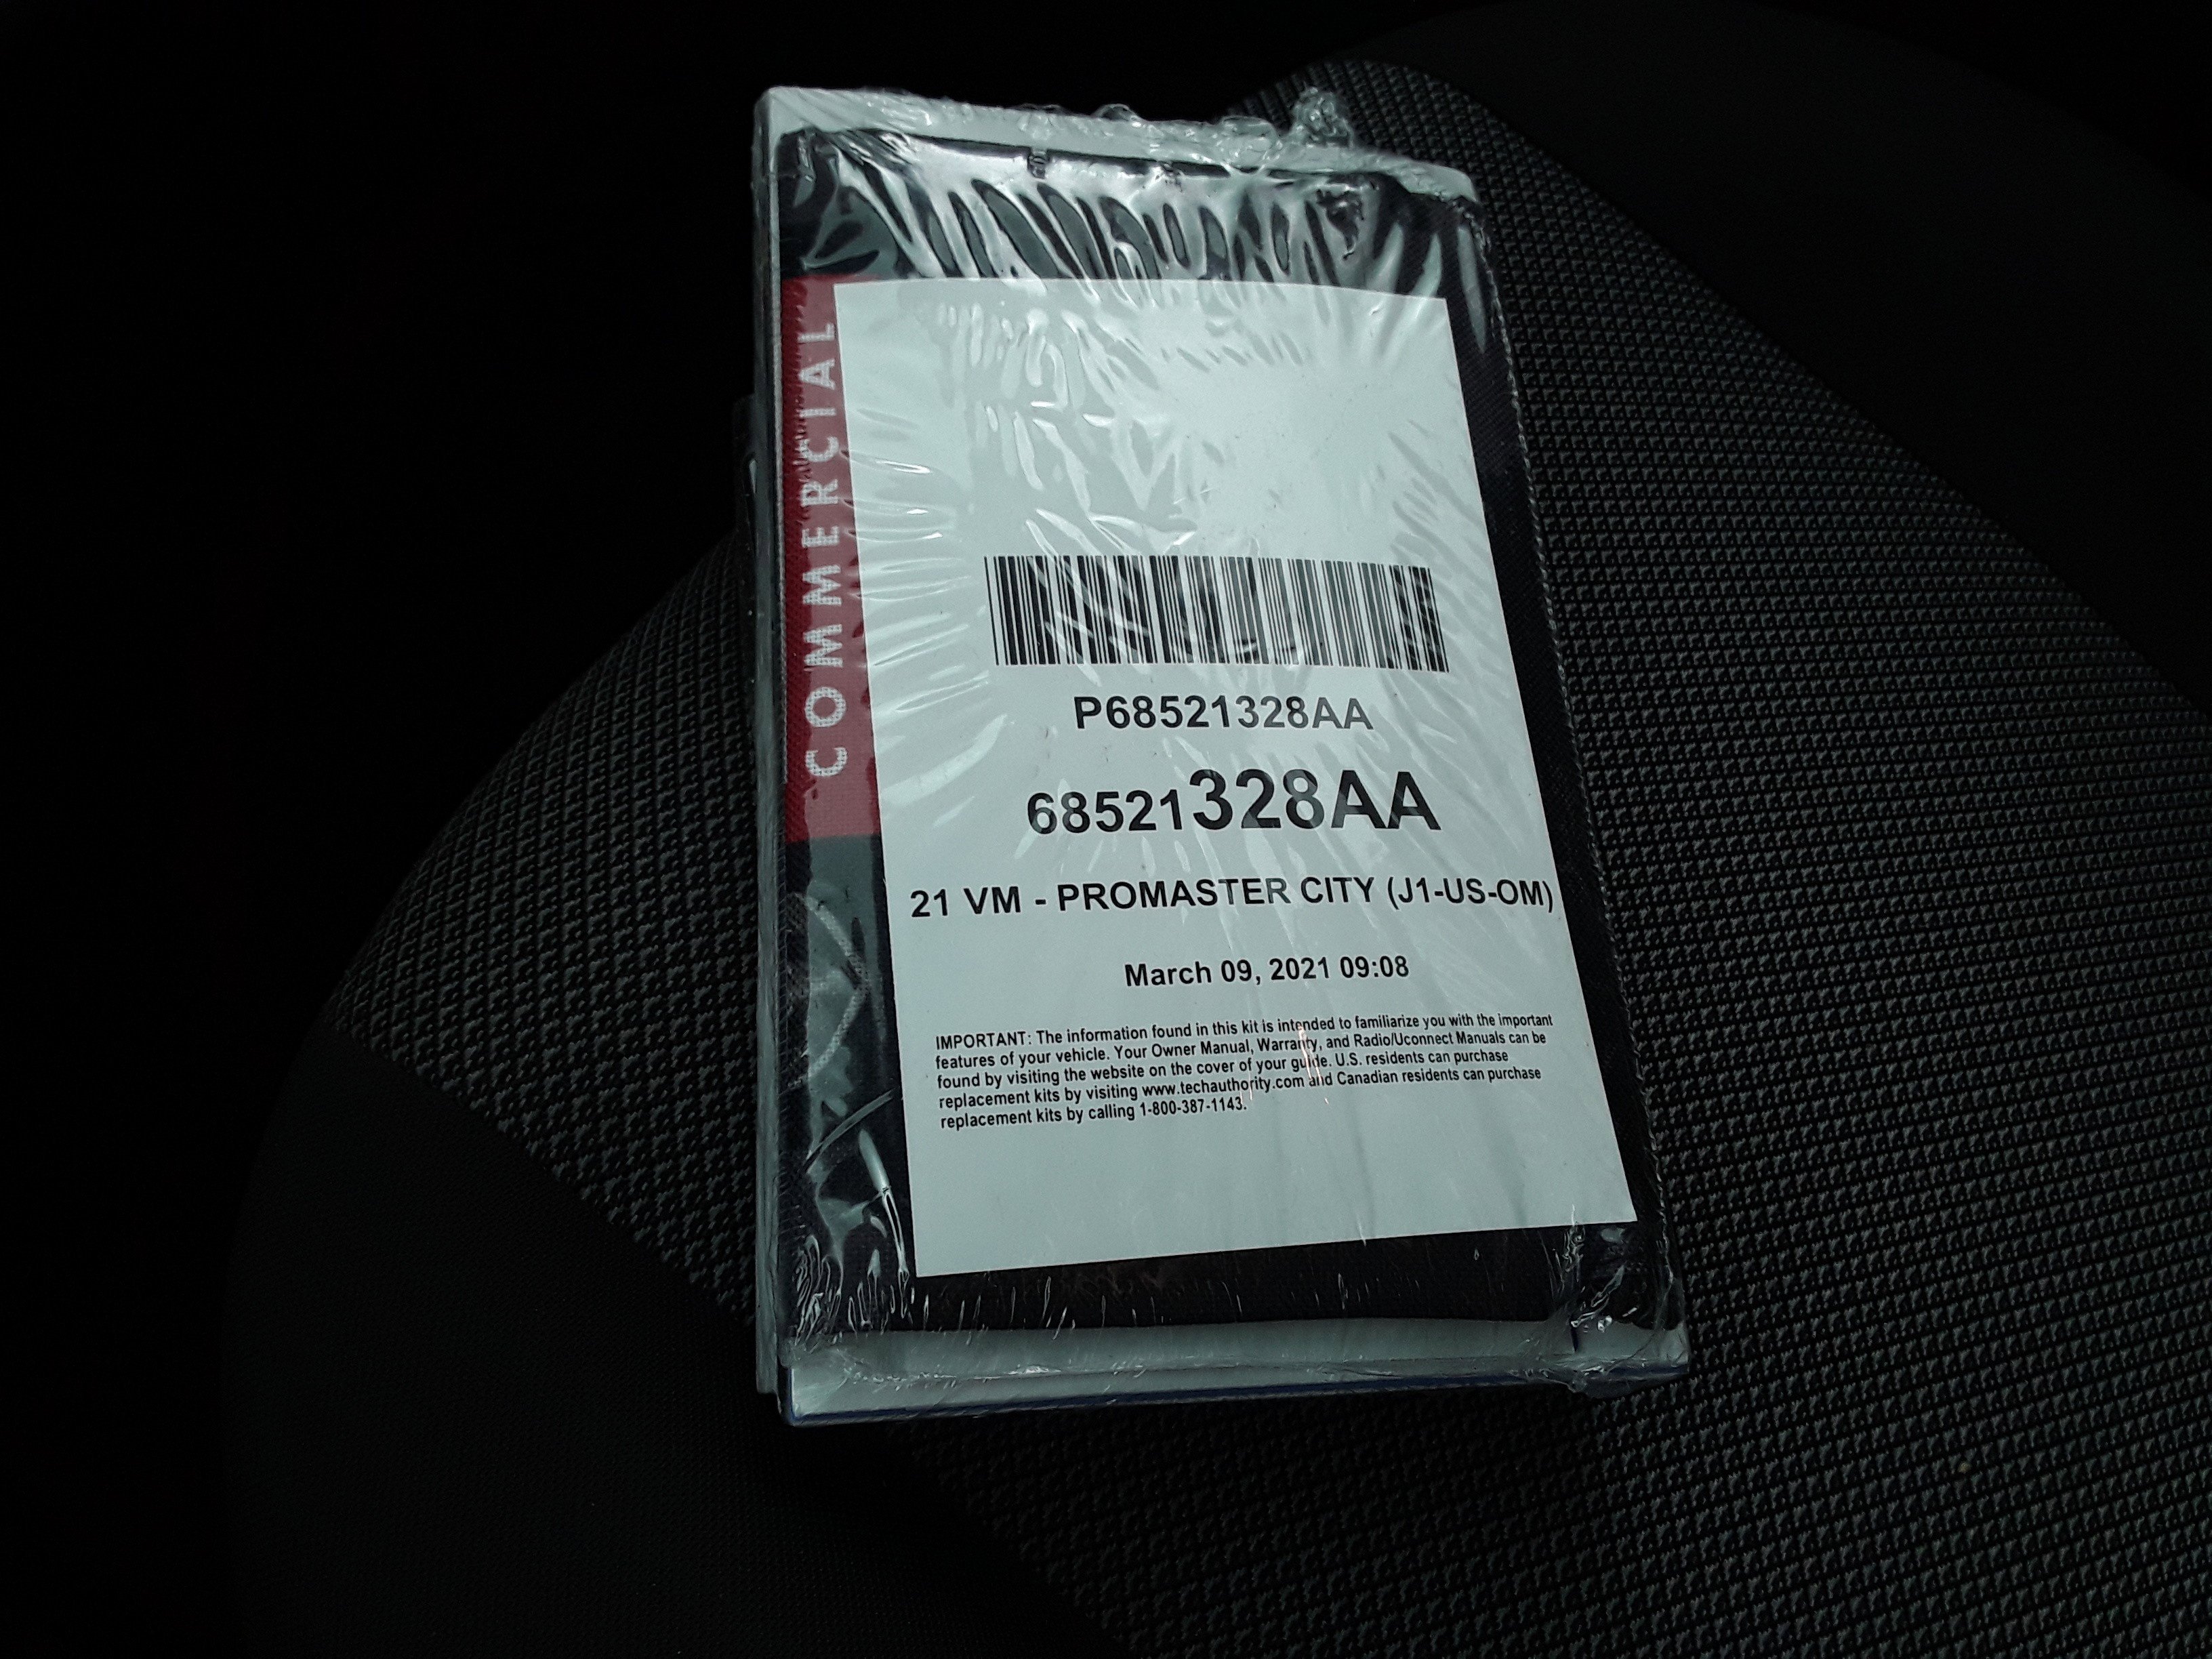 COMMERCIAL
P68521328AA
68521328AA
21 VM - PROMASTER CITY (J1-US-OM)
March 09, 2021 09:08
IMPORTANT: The information found in this kit is intended to familiarize you with the important
features of your vehicle. Your Owner Manual, Warranty, and Radio/Uconnect Manuals can be
found by visiting the website on the cover of your guide. U.S. residents can purchase
replacement kits by visiting www.techauthority.com and Canadian residents can purchase
replacement kits by calling 1-800-387-1143.